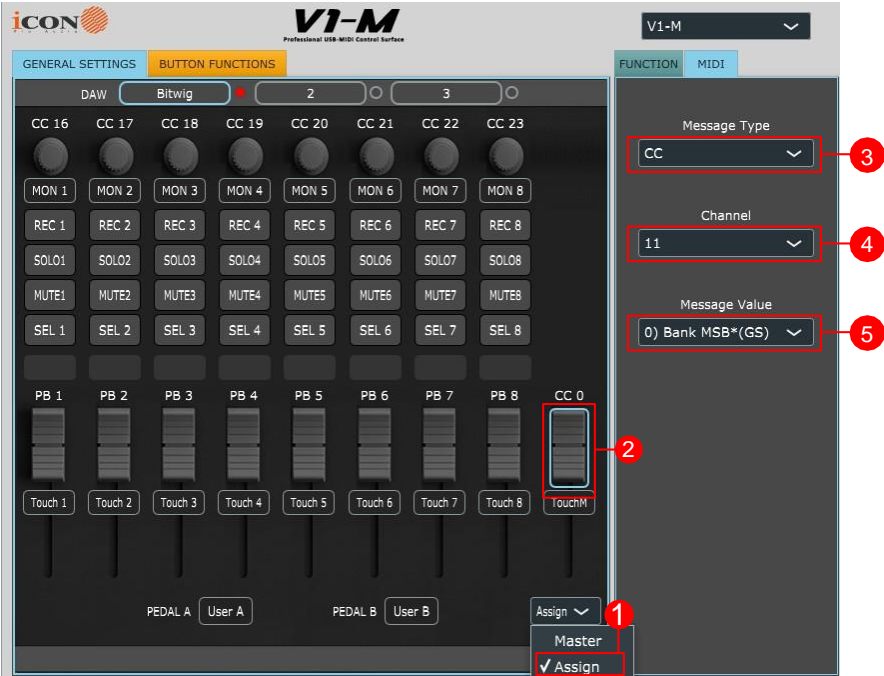 icon
Pro Audio
V1-M
Professional USB-MIDI Control Surface
V1-M
GENERAL SETTINGS BUTTON FUNCTIONS
FUNCTION MIDI
DAW Bitwig 2 3
CC 16 CC 17 CC 18 CC 19 CC 20 CC 21 CC 22 CC 23
MON 1 MON 2 MON 3 MON 4 MON 5 MON 6 MON 7 MON 8
REC 1 REC 2 REC 3 REC 4 REC 5 REC 6 REC 7 REC 8
SOLO1 SOLO2 SOLO3 SOLO4 SOLO5 SOLO6 SOLO7 SOLO8
MUTE1 MUTE2 MUTE3 MUTE4 MUTE5 MUTE6 MUTE7 MUTE8
SEL 1 SEL 2 SEL 3 SEL 4 SEL 5 SEL 6 SEL 7 SEL 8
PB 1 PB 2 PB 3 PB 4 PB 5 PB 6 PB 7 PB 8 CC 0
2
Touch 1 Touch 2 Touch 3 Touch 4 Touch 5 Touch 6 Touch 7 Touch 8 TouchM
PEDAL A User A PEDAL B User B Assign 1
Master
Assign
Message Type
CC 3
Channel
11 4
Message Value
0) Bank MSB*(GS) 5